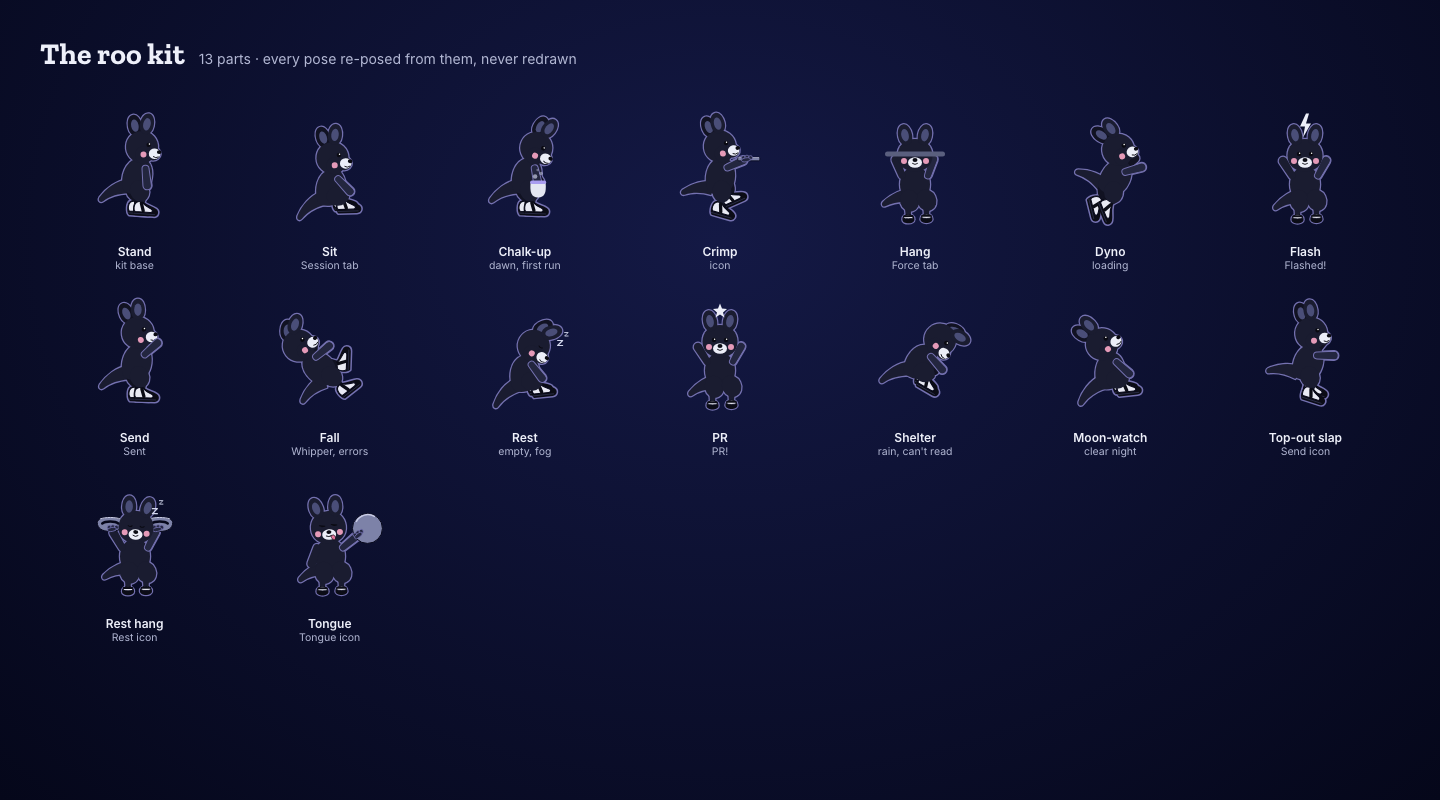 The roo kit 13 parts · every pose re-posed from them, never redrawn
Stand
kit base
Sit
Session tab
Chalk-up
dawn, first run
Crimp
icon
Hang
Force tab
Dyno
loading
Flash
Flashed!
Send
Sent
Fall
Whipper, errors
z
z
Rest
empty, fog
PR
PR!
Shelter
rain, can't read
Moon-watch
clear night
Top-out slap
Send icon
z
z
Rest hang
Rest icon
Tongue
Tongue icon